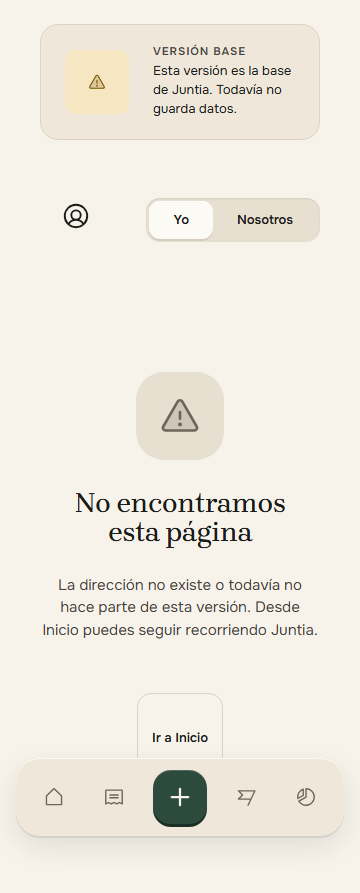 VERSIÓN BASE
Esta versión es la base
de Juntia. Todavía no
guarda datos.
Yo
Nosotros
No encontramos
esta página
La dirección no existe o todavía no
hace parte de esta versión. Desde
Inicio puedes seguir recorriendo Juntia.
Ir a Inicio